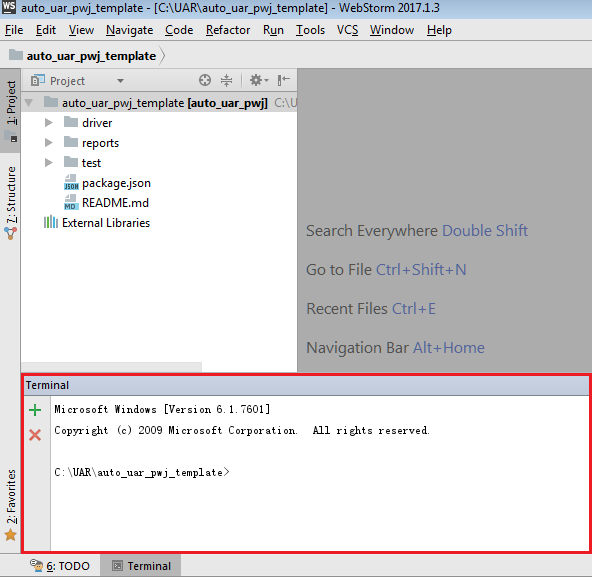 WS auto_uar_pwj_template - [C:\UAR\auto_uar_pwj_template] - WebStorm 2017.1.3
File Edit View Navigate Code Refactor Run Tools VCS Window Help
auto_uar_pwj_template
1: Project
7: Structure
2: Favorites
Project
auto_uar_pwj_template [auto_uar_pwj] C:\U
driver
reports
test
JSON package.json
MD README.md
External Libraries
Search Everywhere Double Shift
Go to File Ctrl+Shift+N
Recent Files Ctrl+E
Navigation Bar Alt+Home
Terminal
Microsoft Windows [Version 6.1.7601]
Copyright (c) 2009 Microsoft Corporation. All rights reserved.
C:\UAR\auto_uar_pwj_template>
6: TODO Terminal